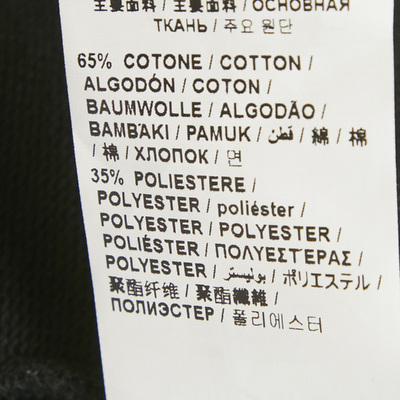 主要面料 / 主要面料 / ОСНОВНАЯ
ТКАНЬ / 주요 원단
65% COTONE / COTTON /
ALGODÓN / COTON /
BAUMWOLLE / ALGODÃO /
ΒΑΜΒΆΚΙ / PAMUK / قطن / 綿 / 棉
/ 棉 / ХЛОПОК / 면
35% POLIESTERE /
POLYESTER / poliéster /
POLYESTER / POLYESTER /
POLIÉSTER / ΠΟΛΥΕΣΤΈΡΑΣ /
POLYESTER / بوليستر / ポリエステル /
聚酯纤维 / 聚酯纖維 /
ПОЛИЭСТЕР / 폴리에스터